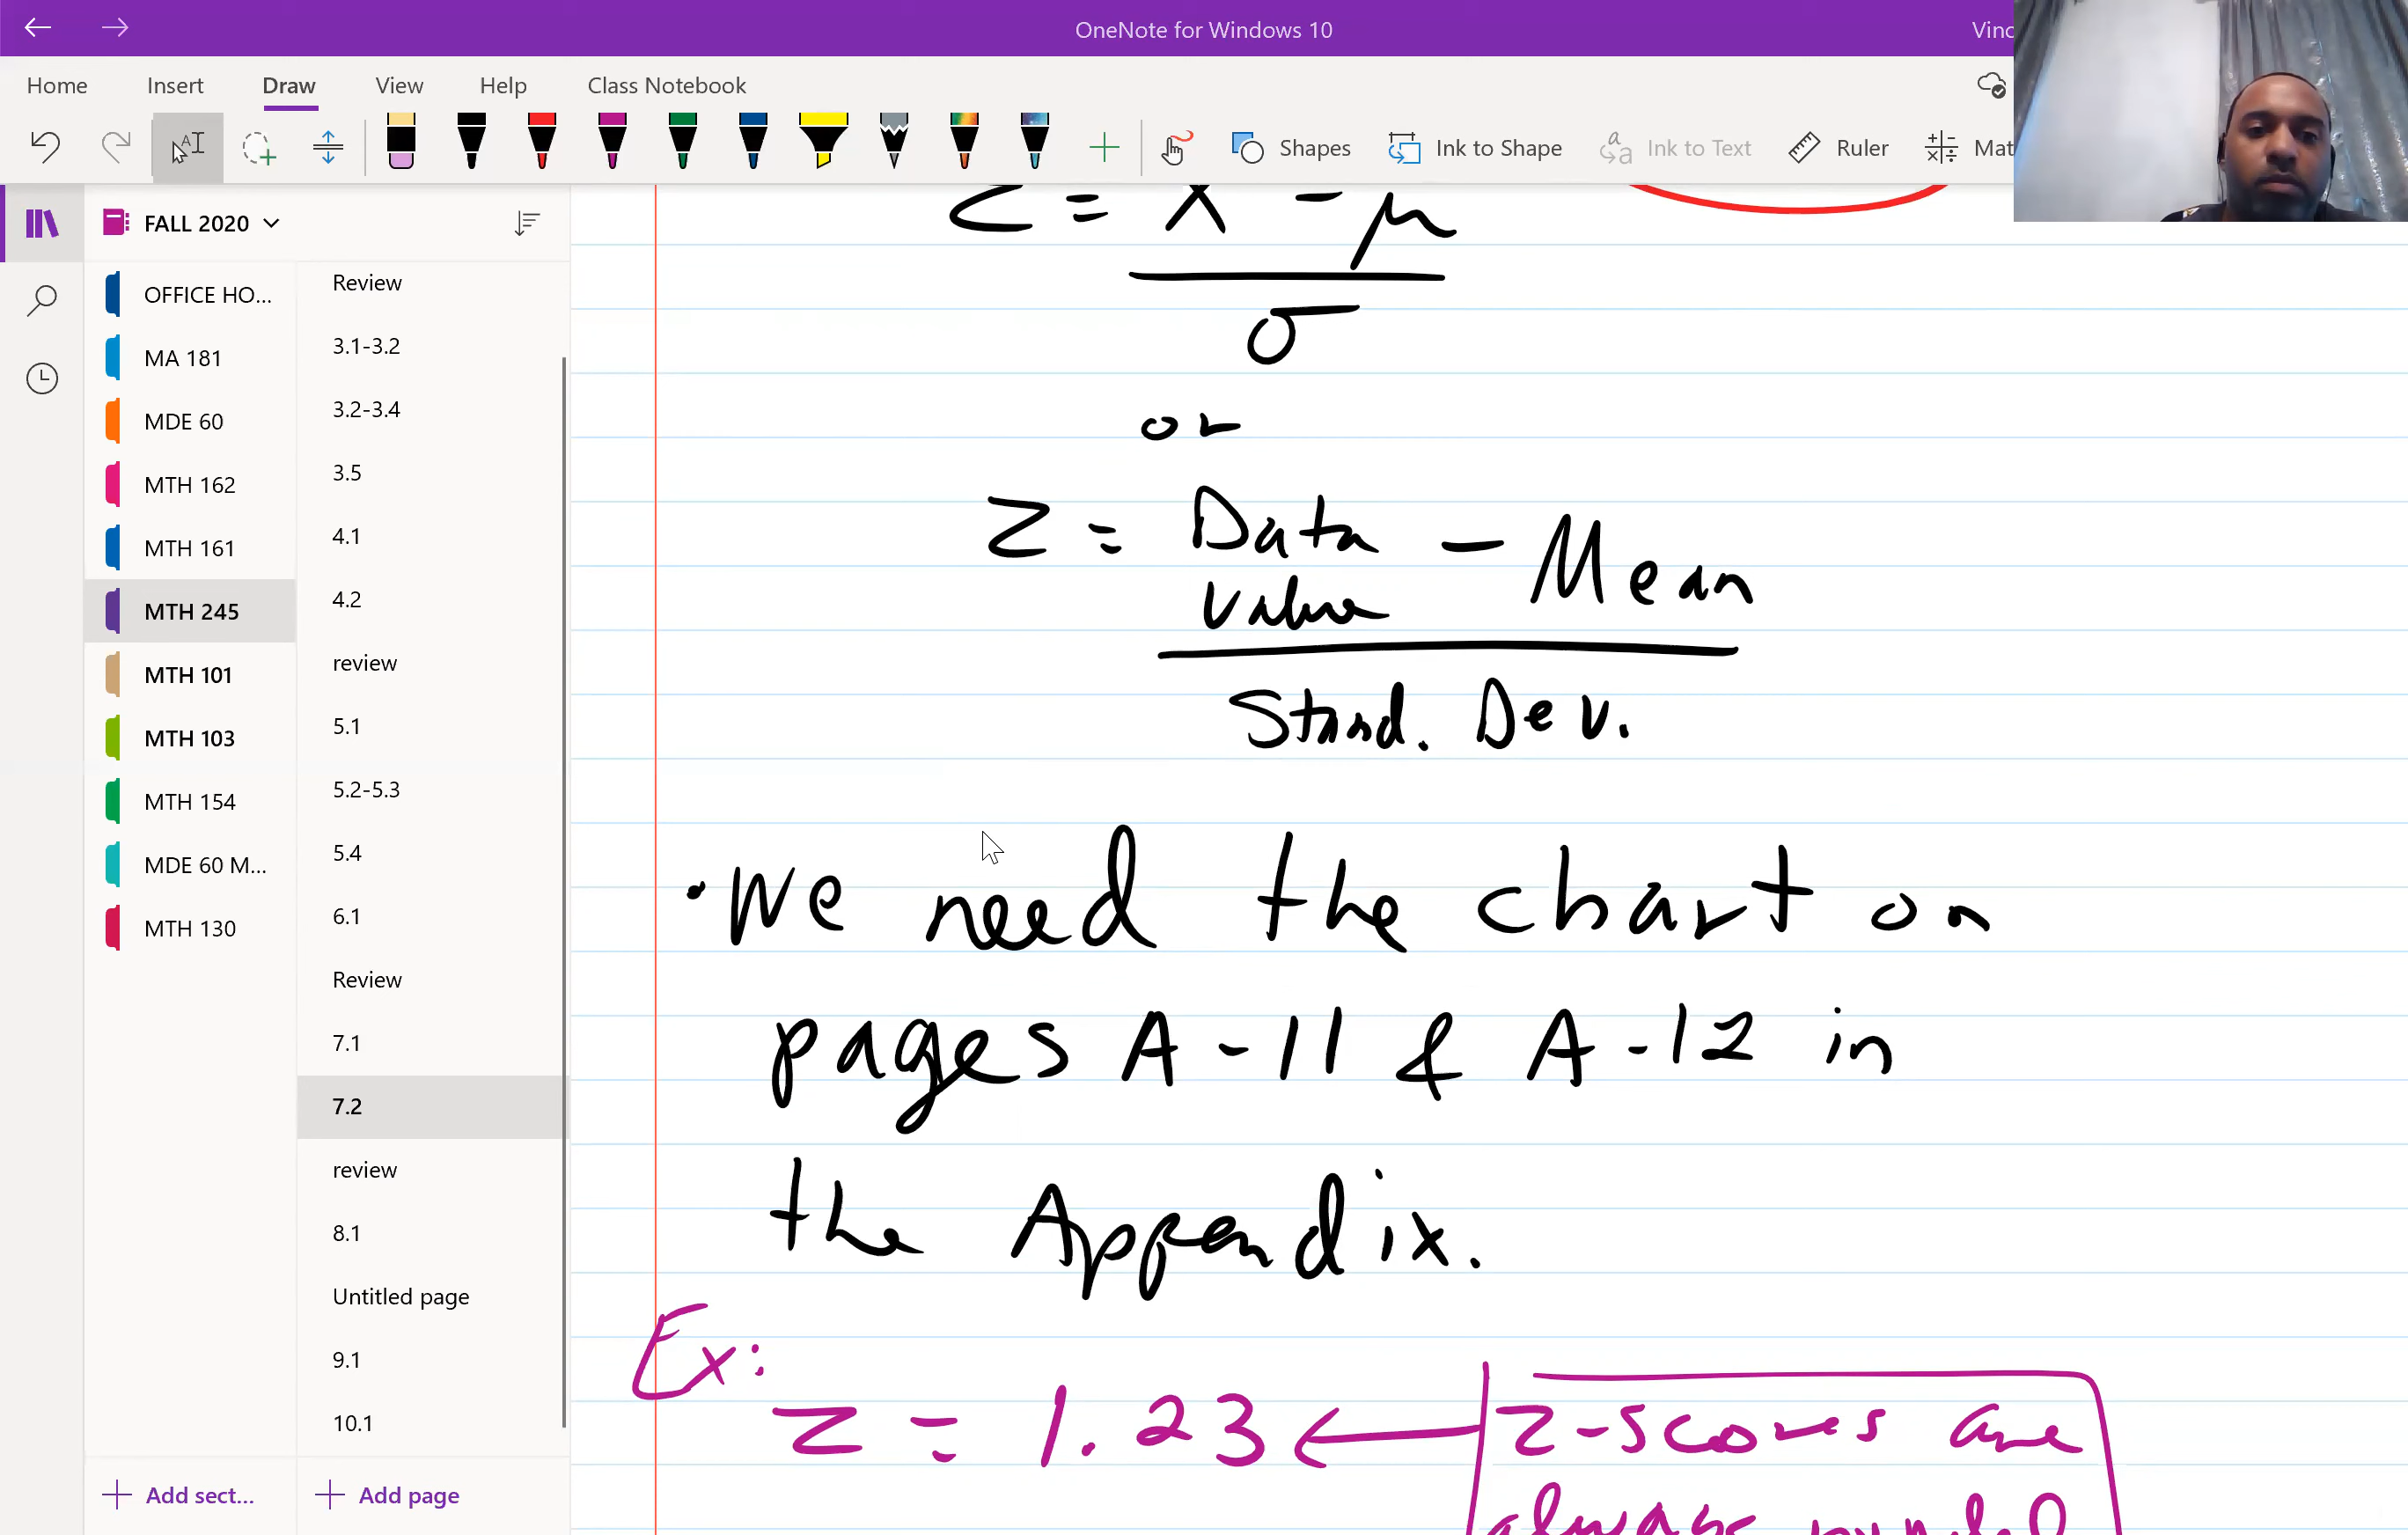 OneNote for Windows 10
Vinc
Home Insert Draw View Help Class Notebook
Shapes Ink to Shape Ink to Text Ruler Mat
FALL 2020
OFFICE HO...
MA 181
MDE 60
MTH 162
MTH 161
MTH 245
MTH 101
MTH 103
MTH 154
MDE 60 M...
MTH 130
Add sect...
Review
3.1-3.2
3.2-3.4
3.5
4.1
4.2
review
5.1
5.2-5.3
5.4
6.1
Review
7.1
7.2
review
8.1
Untitled page
9.1
10.1
Add page
z = x - μ
σ
or
z = Data - Mean
Value
Stand. Dev.
• We need the chart on
pages A-11 & A-12 in
the Appendix.
Ex:
z = 1.23 ← z-scores are
always rounded